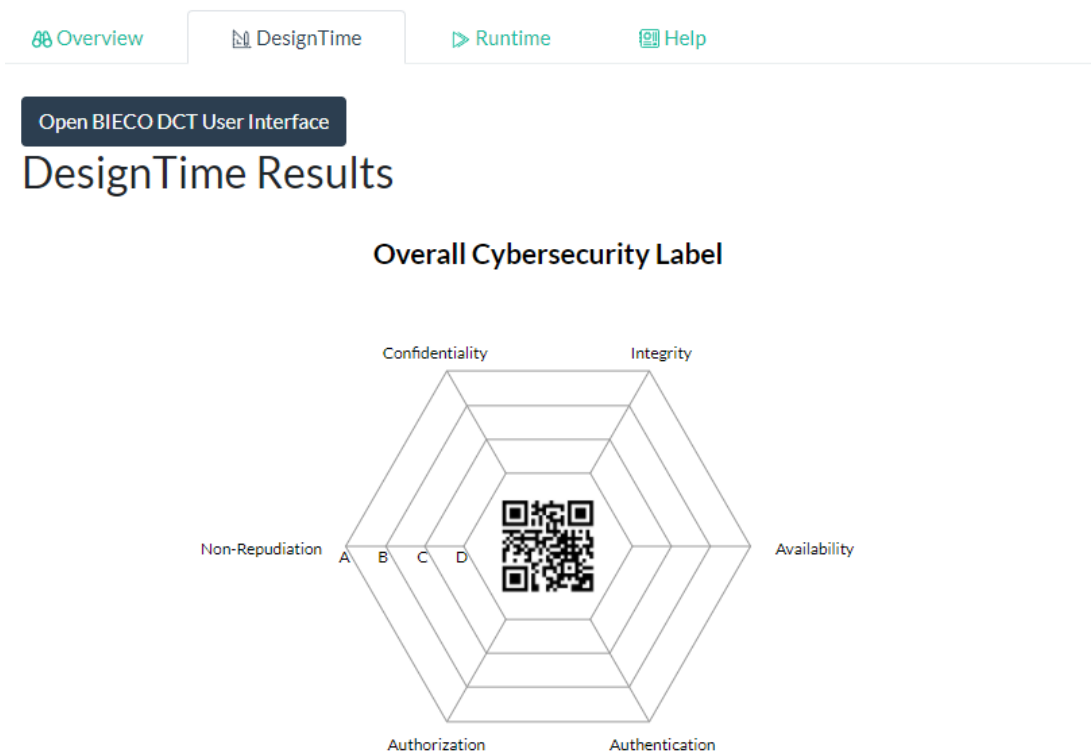 Overview DesignTime Runtime Help
Open BIECO DCT User Interface
DesignTime Results
Overall Cybersecurity Label
Confidentiality Integrity
Non-Repudiation A B C D Availability
Authorization Authentication